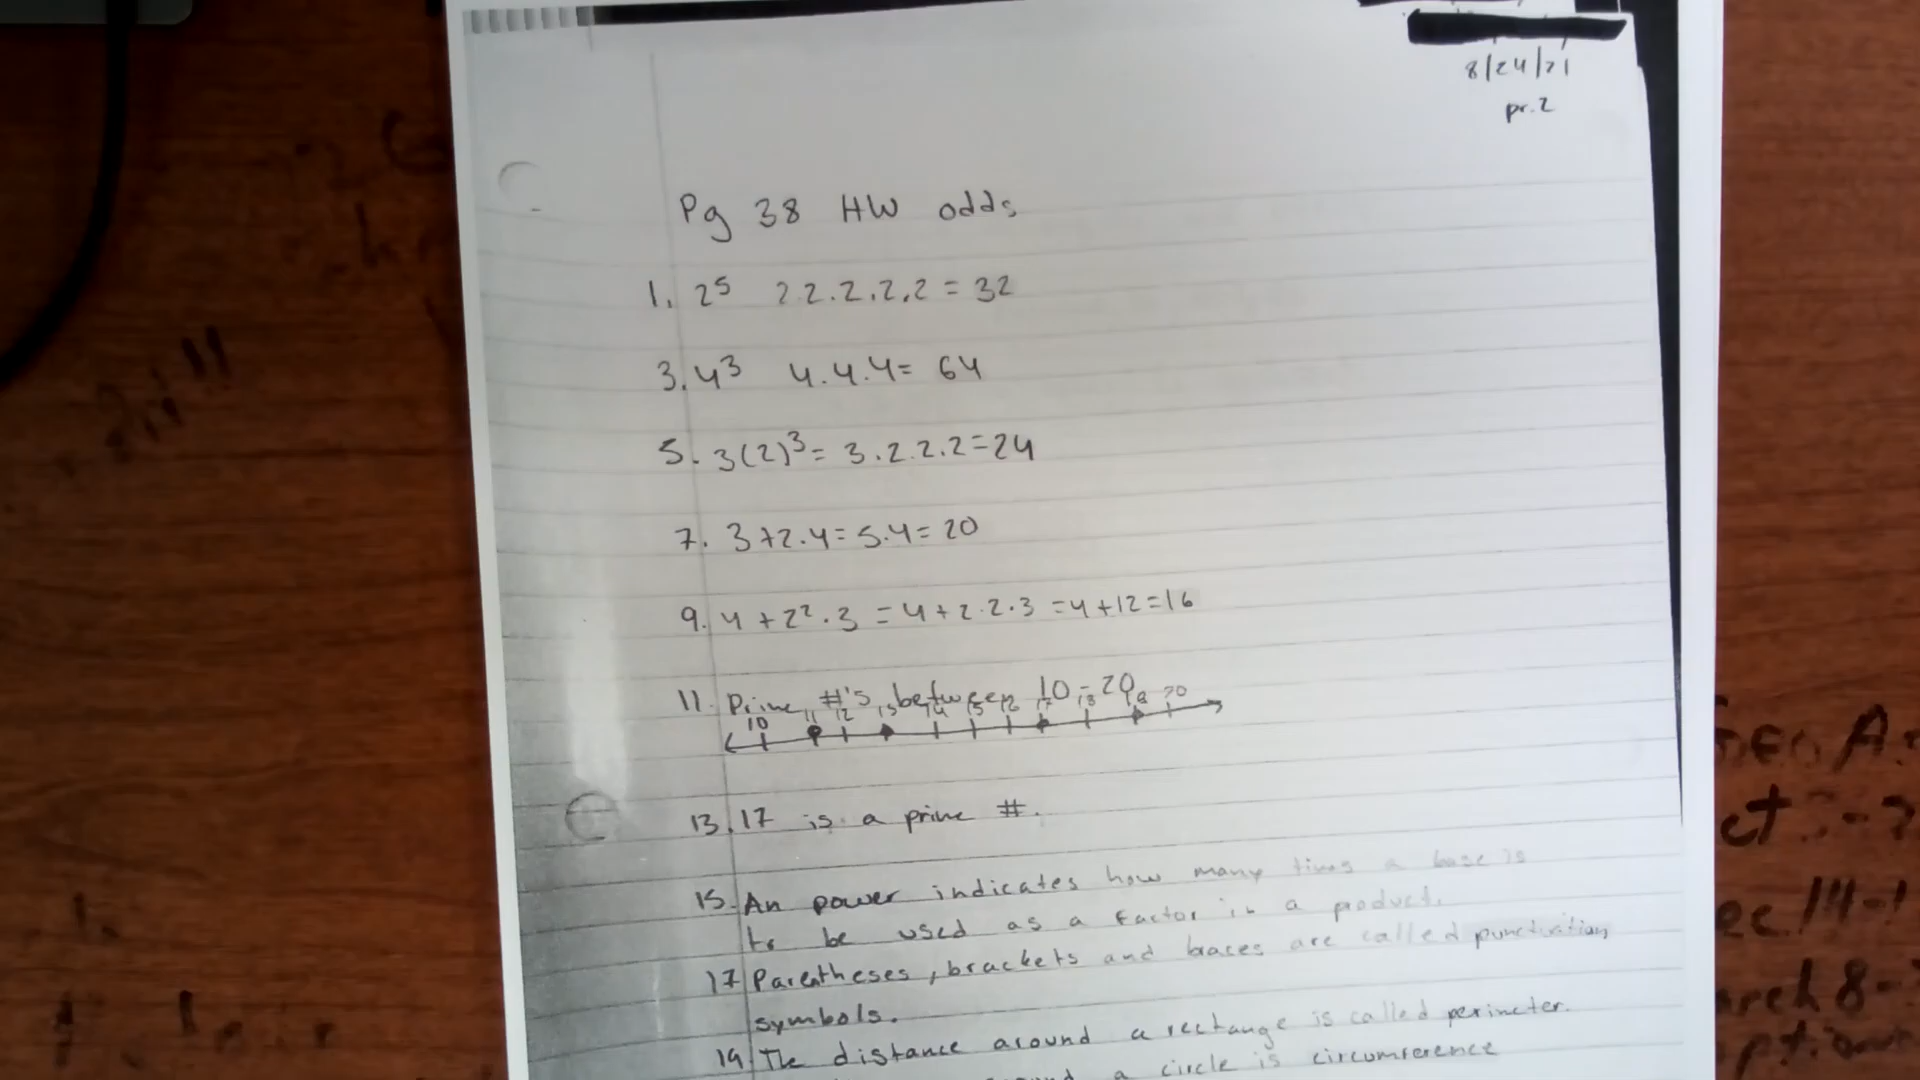 8/24/21
pr.2
Pg 38 HW odds
1. 2⁵ 2.2.2.2.2 = 32
3. 4³ 4.4.4= 64
5. 3(2)³= 3.2.2.2=24
7. 3+2.4=5.4=20
9. 4 + 2² · 3 = 4+2·2·3 =4+12=16
11. Prime #'s between 10-20
10 11 12 13 14 15 16 17 18 19 20
13. 17 is a prime #.
15. An power indicates how many times a base is
to be used as a factor in a product.
17 Parentheses, brackets and braces are called punctuation
symbols.
19 The distance around a rectange is called perimeter.
a circle is circumference